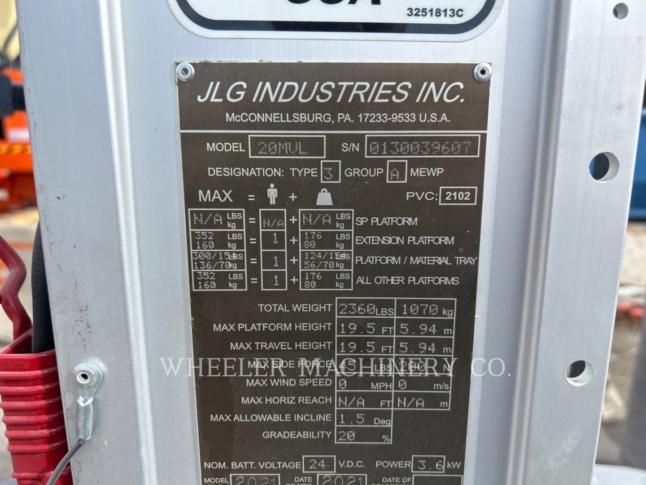 USA
3251813C
JLG INDUSTRIES INC.
McCONNELLSBURG, PA. 17233-9533 U.S.A.
MODEL 20MVL S/N 0130039607
DESIGNATION: TYPE 3 GROUP A MEWP
MAX = + PVC: 2102
N/A LBS kg = N/A + N/A LBS kg SP PLATFORM
352 160 LBS kg = 1 + 176 80 LBS kg EXTENSION PLATFORM
300/154 136/70 LBS kg = 1 + 124/154 56/70 LBS kg PLATFORM / MATERIAL TRAY
352 160 LBS kg = 1 + 176 80 LBS kg ALL OTHER PLATFORMS
TOTAL WEIGHT 2360 LBS 1070 kg
MAX PLATFORM HEIGHT 19.5 FT 5.94 m
MAX TRAVEL HEIGHT 19.5 FT 5.94 m
MAX SIDE FORCE LBS N
WHEELER MACHINERY CO.
MAX WIND SPEED 0 MPH 0 m/s
MAX HORIZ REACH N/A FT N/A m
MAX ALLOWABLE INCLINE 1.5 Deg
GRADEABILITY 20 %
NOM. BATT. VOLTAGE 24 V.D.C. POWER 3.6 kW
MODEL 2021 DATE 2021 DATE OF